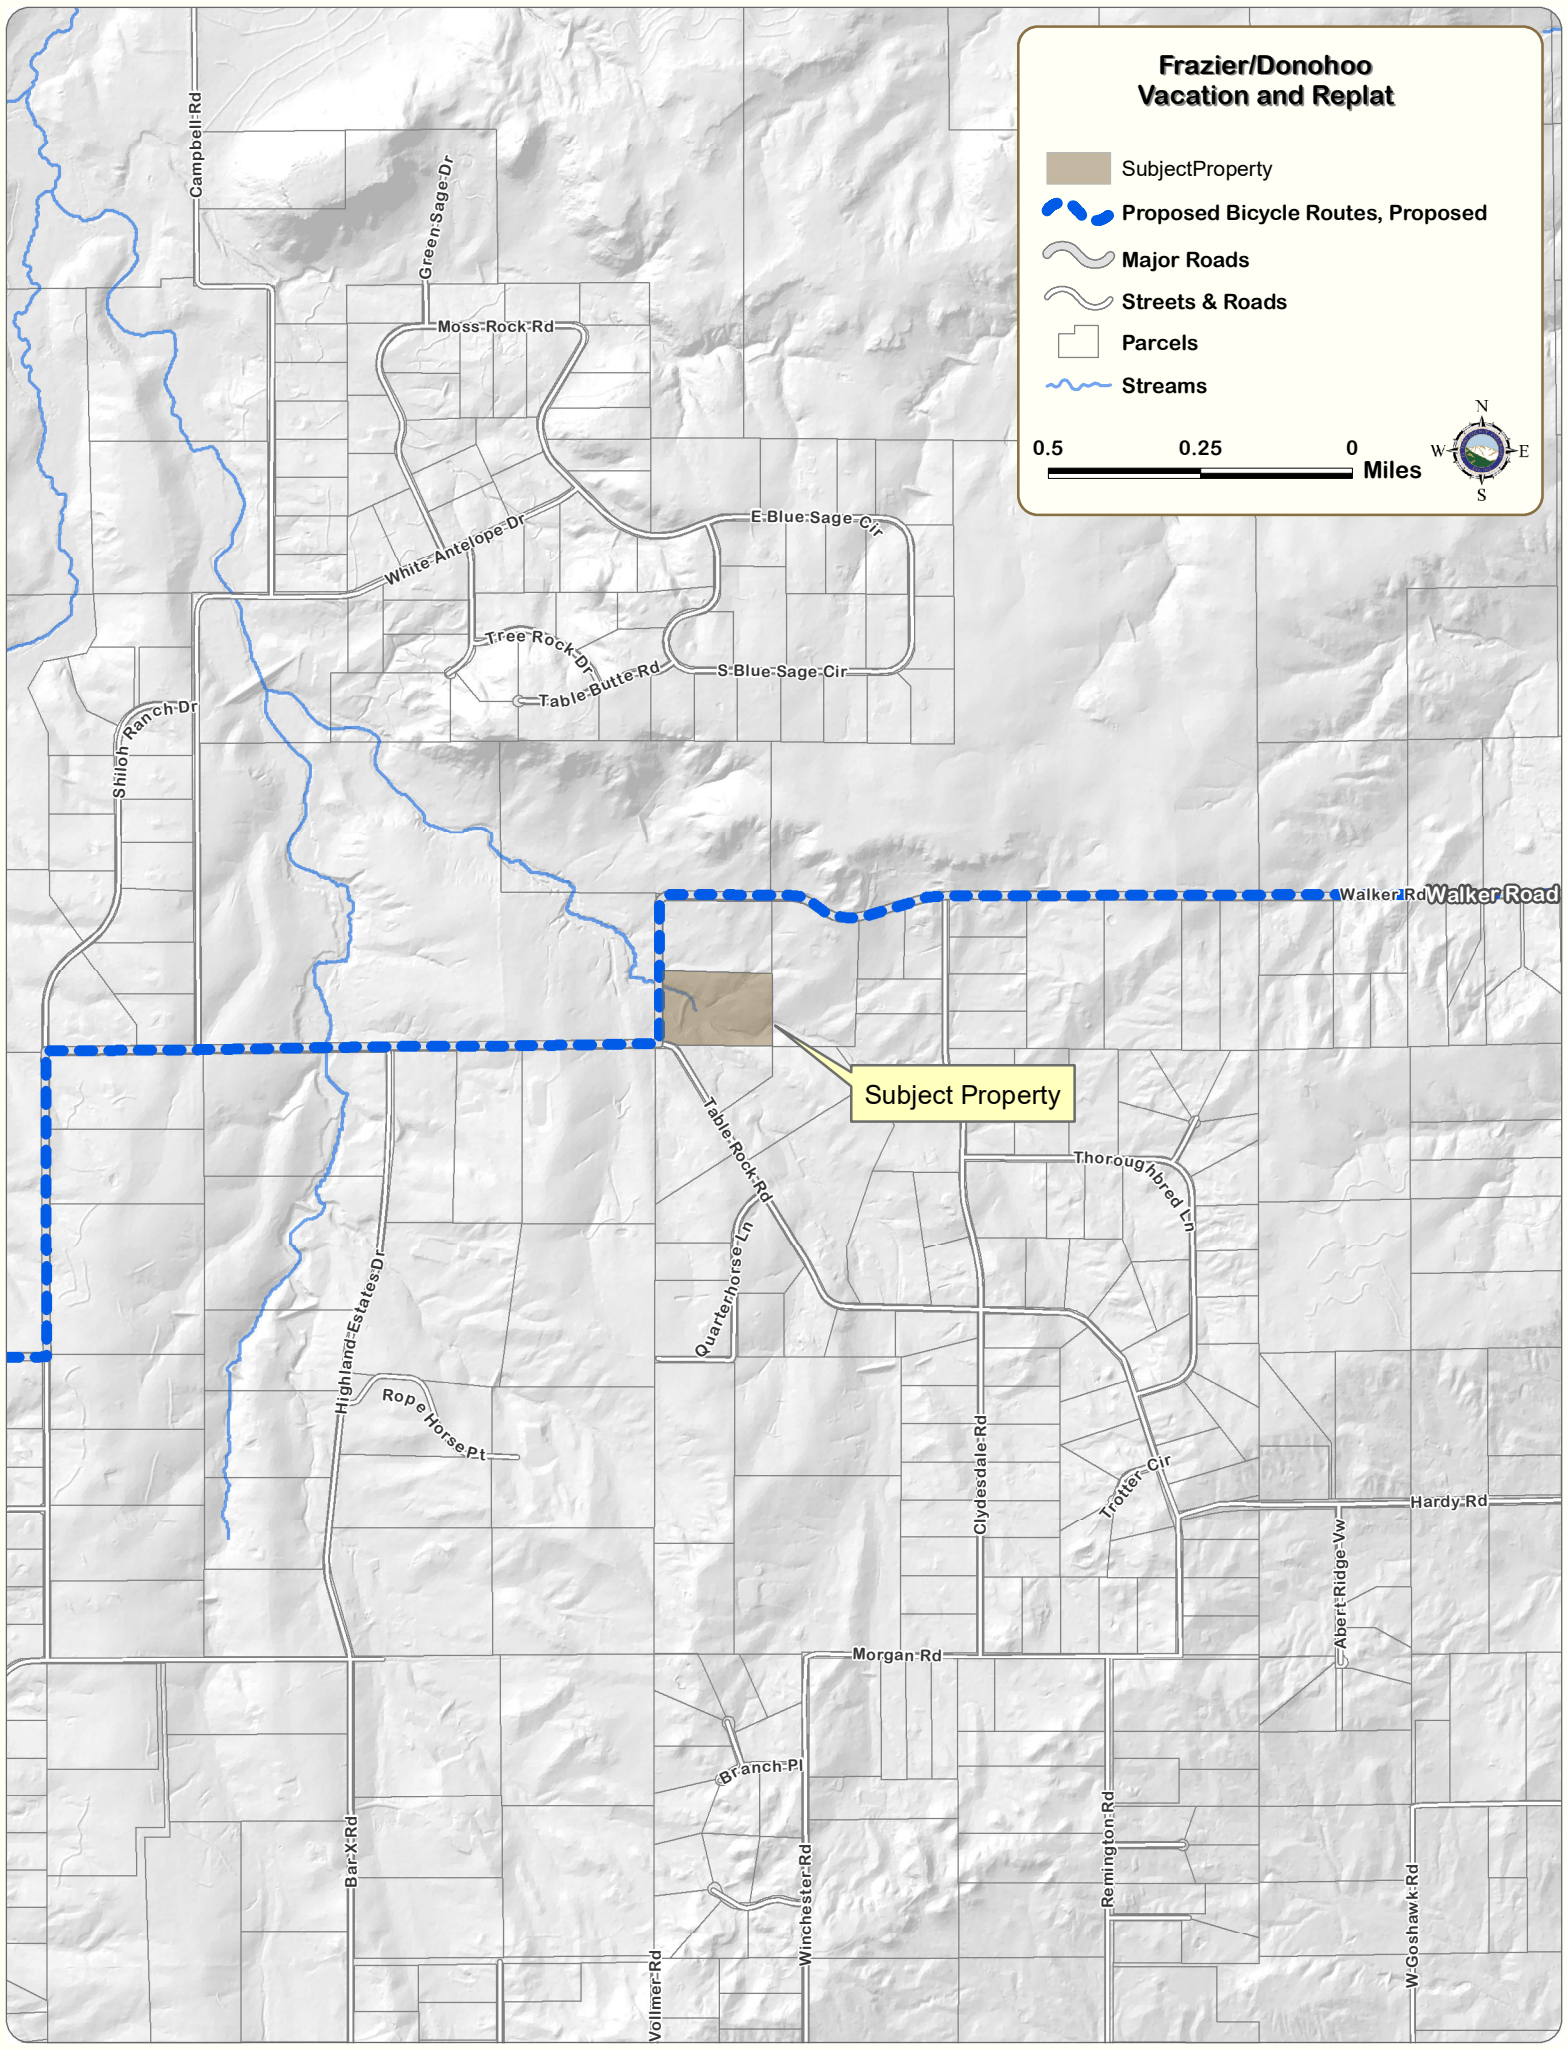 Frazier/Donohoo
Vacation and Replat
SubjectProperty
Proposed Bicycle Routes, Proposed
Major Roads
Streets & Roads
Parcels
Streams
0.5 0.25 0
Miles
N
W E
S
Campbell Rd
Green Sage Dr
Moss Rock Rd
E Blue Sage Cir
White Antelope Dr
Tree Rock Dr
Table Butte Rd
S Blue Sage Cir
Shiloh Ranch Dr
Walker Rd
Walker Road
Subject Property
Table Rock Rd
Thoroughbred Ln
Quarterhorse Ln
Highland Estates Dr
Rope Horse Pt
Clydesdale Rd
Trotter Cir
Hardy Rd
Abert Ridge Vw
Morgan Rd
Branch Pl
Bar X Rd
Winchester Rd
Remington Rd
W Goshawk Rd
Vollmer Rd